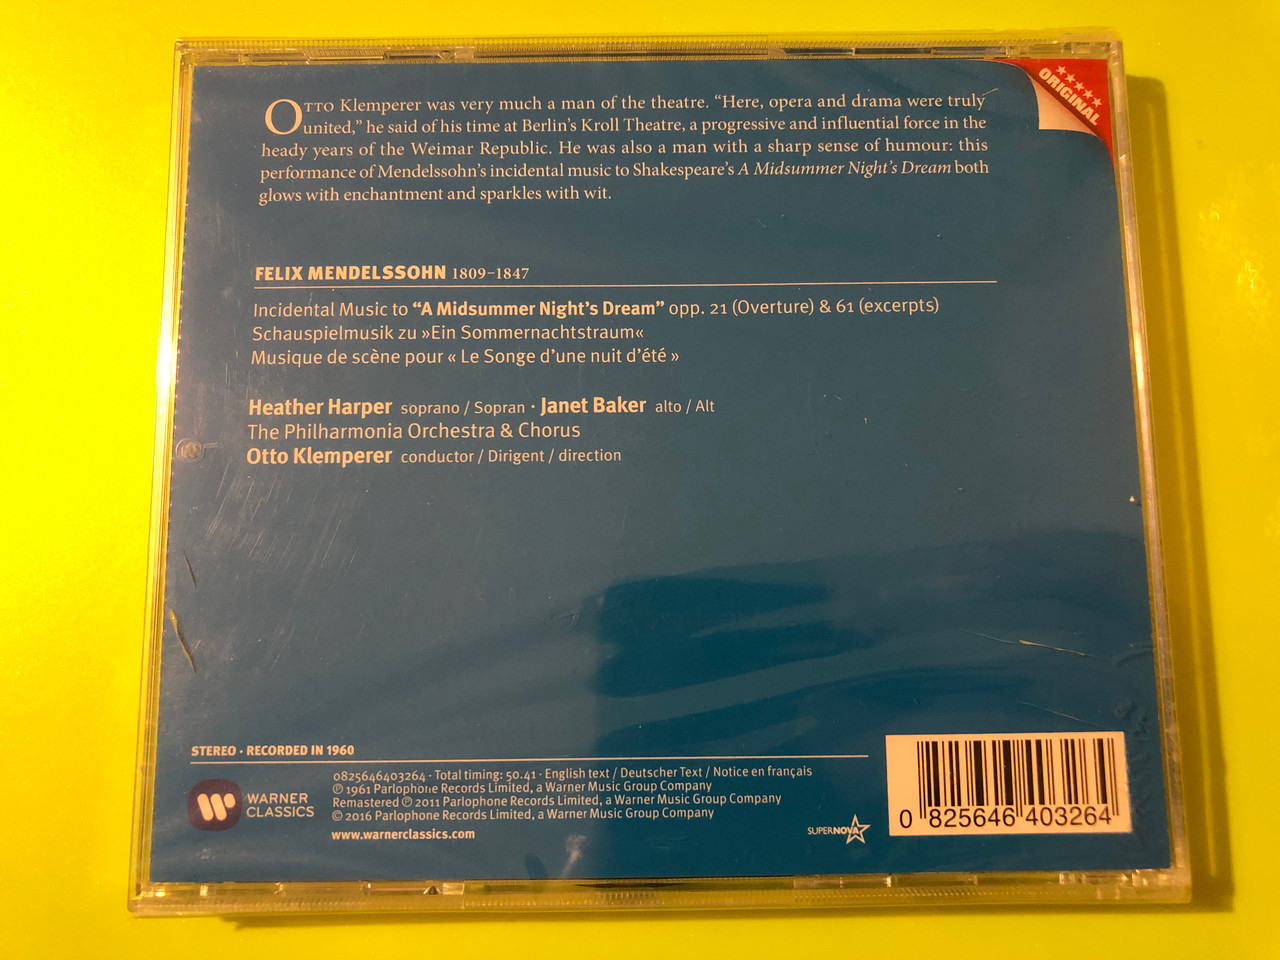 OTTO Klemperer was very much a man of the theatre. “Here, opera and drama were truly
united,” he said of his time at Berlin’s Kroll Theatre, a progressive and influential force in the
heady years of the Weimar Republic. He was also a man with a sharp sense of humour: this
performance of Mendelssohn’s incidental music to Shakespeare’s A Midsummer Night’s Dream both
glows with enchantment and sparkles with wit.
ORIGINAL
FELIX MENDELSSOHN 1809–1847
Incidental Music to “A Midsummer Night’s Dream” opp. 21 (Overture) & 61 (excerpts)
Schauspielmusik zu »Ein Sommernachtstraum«
Musique de scène pour « Le Songe d’une nuit d’été »
Heather Harper soprano / Sopran · Janet Baker alto / Alt
The Philharmonia Orchestra & Chorus
Otto Klemperer conductor / Dirigent / direction
STEREO · RECORDED IN 1960
0825646403264 · Total timing: 50.41 · English text / Deutscher Text / Notice en français
℗ 1961 Parlophone Records Limited, a Warner Music Group Company
Remastered ℗ 2011 Parlophone Records Limited, a Warner Music Group Company
© 2016 Parlophone Records Limited, a Warner Music Group Company
www.warnerclassics.com
WARNER
CLASSICS
SUPERNOVA
0 825646 403264